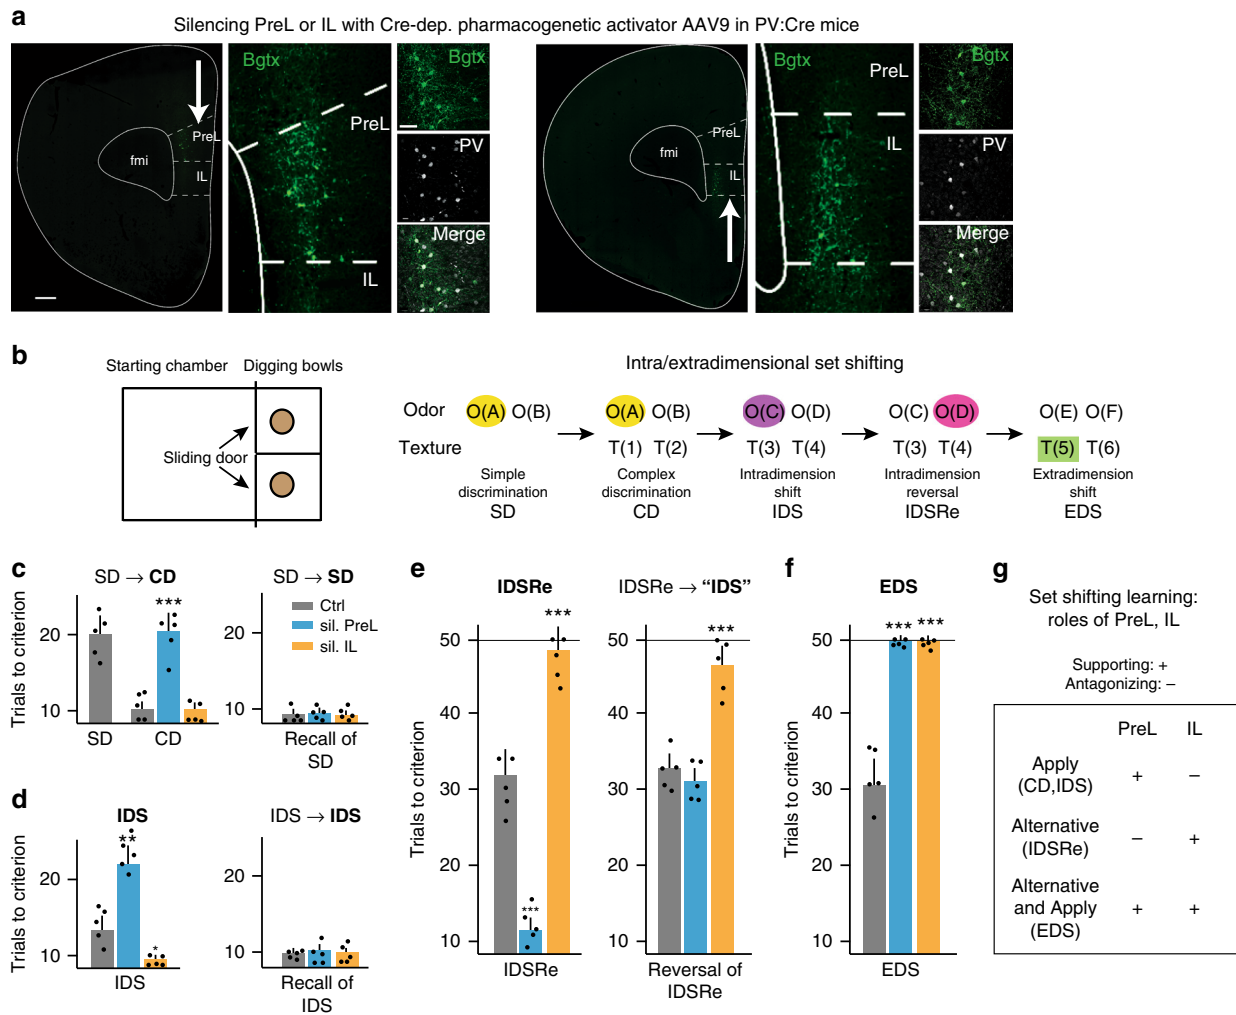 a
Silencing PreL or IL with Cre-dep. pharmacogenetic activator AAV9 in PV:Cre mice
fmi
PreL
IL
Bgtx
PreL
IL
Bgtx
PV
Merge
fmi
PreL
IL
Bgtx
PreL
IL
Bgtx
PV
Merge
b
Starting chamber
Digging bowls
Sliding door
Intra/extradimensional set shifting
Odor O(A) O(B) O(A) O(B) O(C) O(D) O(C) O(D) O(E) O(F)
Texture T(1) T(2) T(3) T(4) T(3) T(4) T(5) T(6)
Simple discrimination
SD
Complex discrimination
CD
Intradimension shift
IDS
Intradimension reversal
IDSRe
Extradimension shift
EDS
c
SD → CD
Trials to criterion
20
10
***
SD
CD
SD → SD
Ctrl
sil. PreL
sil. IL
20
10
Recall of
SD
d
IDS
Trials to criterion
20
10
**
*
IDS
IDS → IDS
20
10
Recall of
IDS
e
IDSRe
Trials to criterion
50
40
30
20
10
***
***
IDSRe
IDSRe → “IDS”
50
40
30
20
10
***
Reversal of
IDSRe
f
EDS
Trials to criterion
50
40
30
20
10
*** ***
EDS
g
Set shifting learning:
roles of PreL, IL
Supporting: +
Antagonizing: –
PreL IL
Apply
(CD,IDS)
+ –
Alternative
(IDSRe)
– +
Alternative
and Apply
(EDS)
+ +